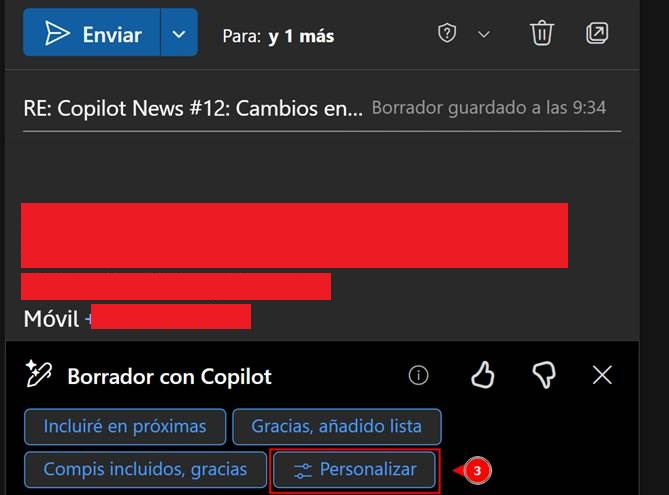 Enviar Para: y 1 más
RE: Copilot News #12: Cambios en... Borrador guardado a las 9:34
Móvil +
Borrador con Copilot
Incluiré en próximas Gracias, añadido lista
Compis incluidos, gracias Personalizar 3